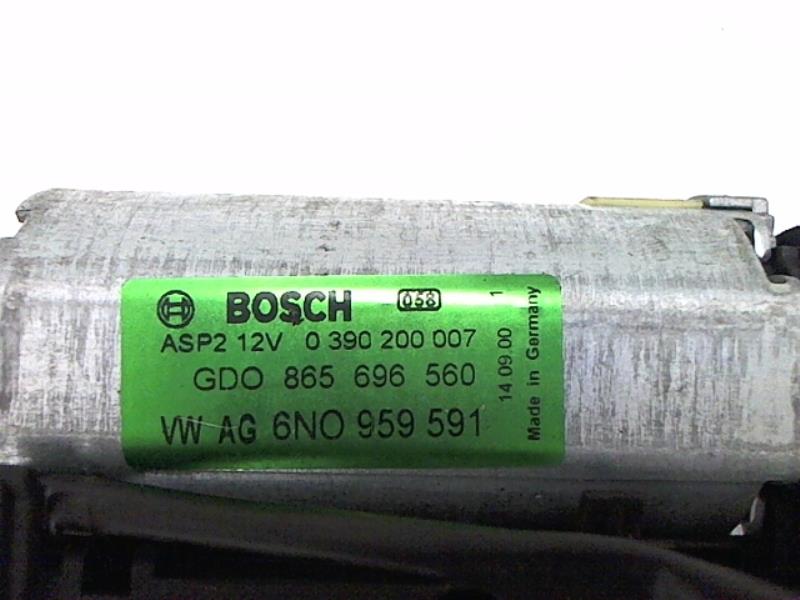 BOSCH 058
ASP2 12V 0 390 200 007
GDO 865 696 560
VW AG 6N0 959 591
14 09 00 1
Made in Germany